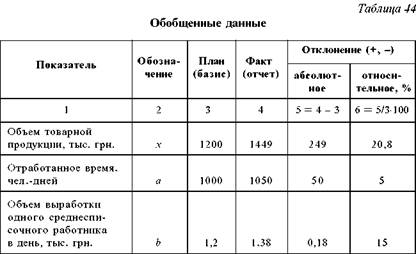 Таблица 44
Обобщенные данные
Показатель
Обозна-
чение
План
(базис)
Факт
(отчет)
Отклонение (+, –)
абсолют-
ное
относи-
тельное, %
1 2 3 4 5 = 4 – 3 6 = 5/3·100
Объем товарной
продукции, тыс. грн. x 1200 1449 249 20,8
Отработанное время.
чел.-дней a 1000 1050 50 5
Объем выработки
одного среднеспи-
сочного работника
в день, тыс. грн. b 1,2 1.38 0,18 15